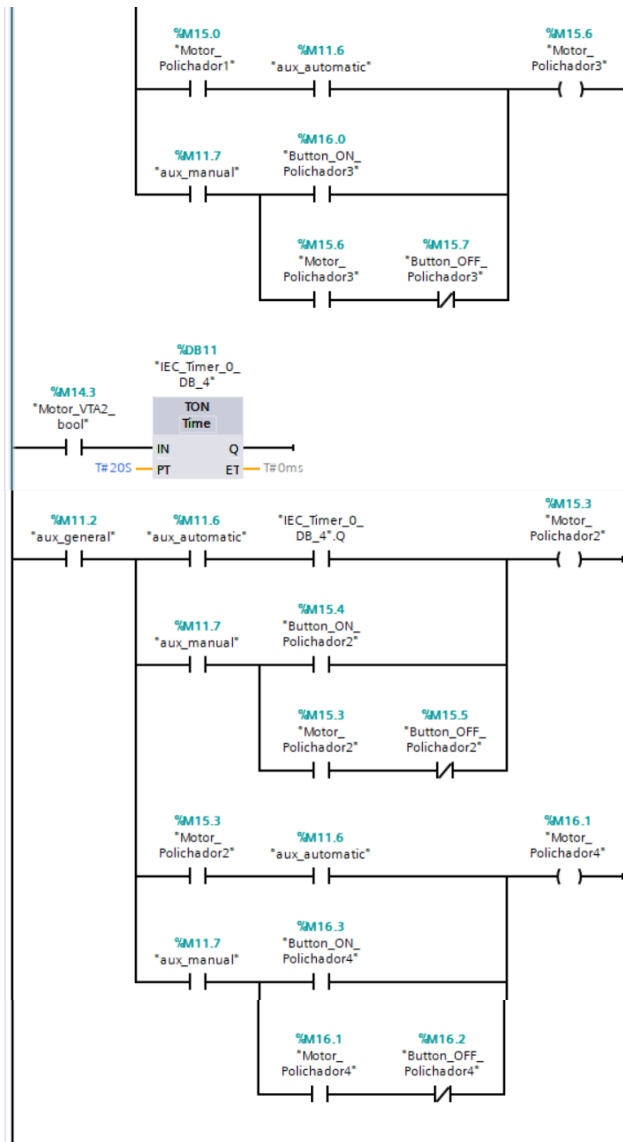 %M15.0
"Motor_
Polichador1"
%M11.6
"aux_automatic"
%M15.6
"Motor_
Polichador3"
%M11.7
"aux_manual"
%M16.0
"Button_ON_
Polichador3"
%M15.6
"Motor_
Polichador3"
%M15.7
"Button_OFF_
Polichador3"
%DB11
"IEC_Timer_0_
DB_4"
%M14.3
"Motor_VTA2_
bool"
TON
Time
IN
Q
T#20S
PT
ET
T#0ms
%M11.2
"aux_general"
%M11.6
"aux_automatic"
"IEC_Timer_0_
DB_4".Q
%M15.3
"Motor_
Polichador2"
%M11.7
"aux_manual"
%M15.4
"Button_ON_
Polichador2"
%M15.3
"Motor_
Polichador2"
%M15.5
"Button_OFF_
Polichador2"
%M15.3
"Motor_
Polichador2"
%M11.6
"aux_automatic"
%M16.1
"Motor_
Polichador4"
%M11.7
"aux_manual"
%M16.3
"Button_ON_
Polichador4"
%M16.1
"Motor_
Polichador4"
%M16.2
"Button_OFF_
Polichador4"